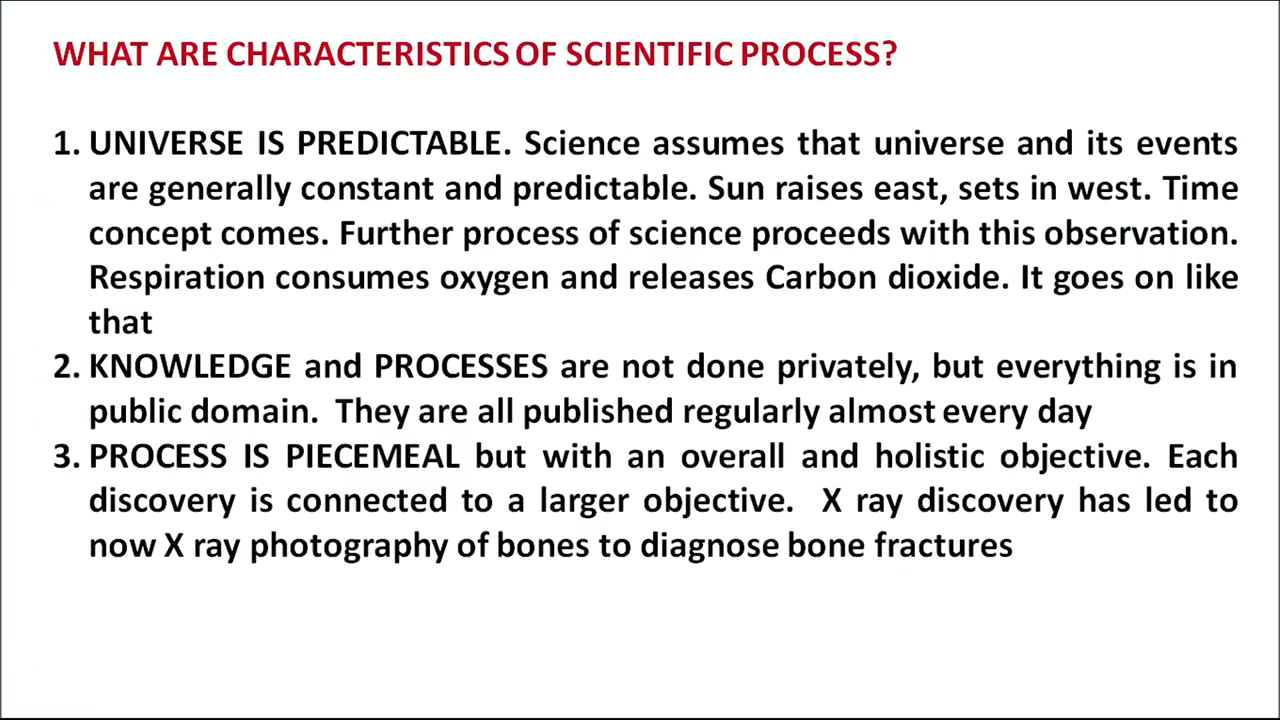 WHAT ARE CHARACTERISTICS OF SCIENTIFIC PROCESS?
1. UNIVERSE IS PREDICTABLE. Science assumes that universe and its events
are generally constant and predictable. Sun raises east, sets in west. Time
concept comes. Further process of science proceeds with this observation.
Respiration consumes oxygen and releases Carbon dioxide. It goes on like
that
2. KNOWLEDGE and PROCESSES are not done privately, but everything is in
public domain. They are all published regularly almost every day
3. PROCESS IS PIECEMEAL but with an overall and holistic objective. Each
discovery is connected to a larger objective. X ray discovery has led to
now X ray photography of bones to diagnose bone fractures